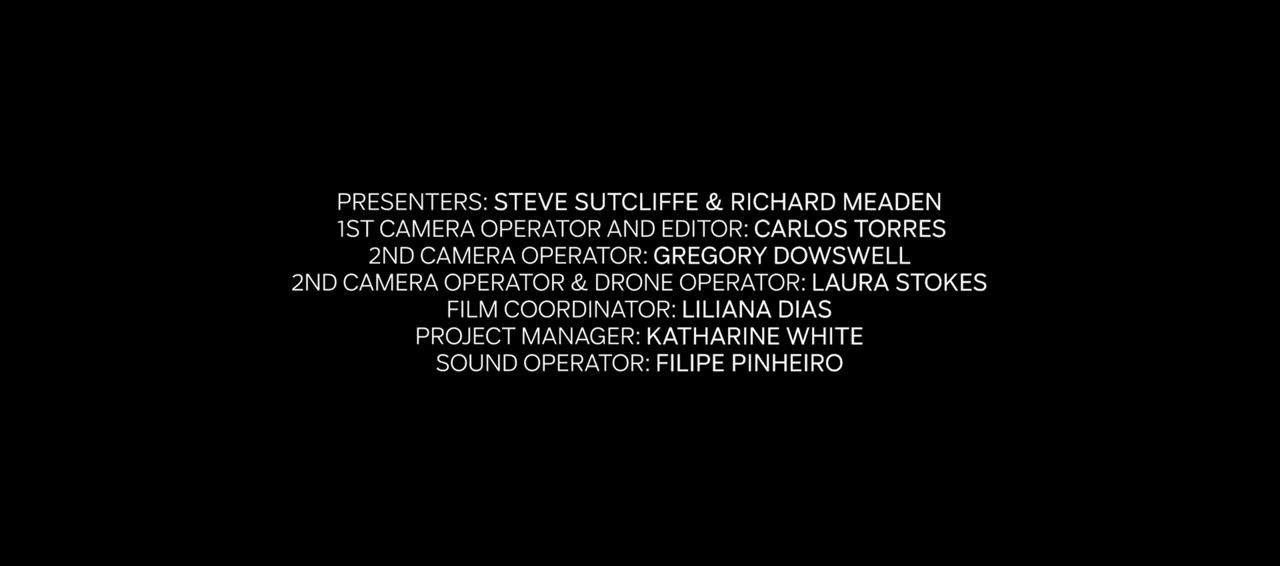 PRESENTERS: STEVE SUTCLIFFE & RICHARD MEADEN
1ST CAMERA OPERATOR AND EDITOR: CARLOS TORRES
2ND CAMERA OPERATOR: GREGORY DOWSWELL
2ND CAMERA OPERATOR & DRONE OPERATOR: LAURA STOKES
FILM COORDINATOR: LILIANA DIAS
PROJECT MANAGER: KATHARINE WHITE
SOUND OPERATOR: FILIPE PINHEIRO